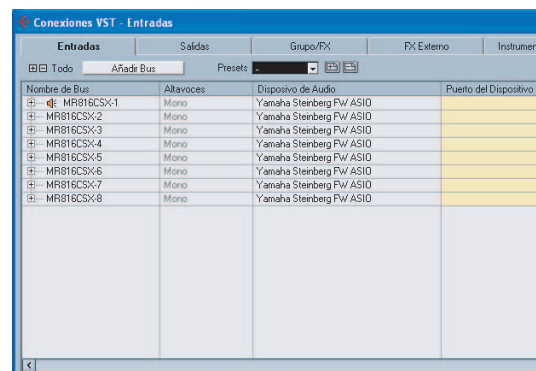 Conexiones VST - Entradas
Entradas Salidas Grupo/FX FX Externo Instrumen
Todo Añadir Bus Presets -
Nombre de Bus Altavoces Disposivo de Audio Puerto del Dispositivo
MR816CSX-1 Mono Yamaha Steinberg FW ASIO
MR816CSX-2 Mono Yamaha Steinberg FW ASIO
MR816CSX-3 Mono Yamaha Steinberg FW ASIO
MR816CSX-4 Mono Yamaha Steinberg FW ASIO
MR816CSX-5 Mono Yamaha Steinberg FW ASIO
MR816CSX-6 Mono Yamaha Steinberg FW ASIO
MR816CSX-7 Mono Yamaha Steinberg FW ASIO
MR816CSX-8 Mono Yamaha Steinberg FW ASIO